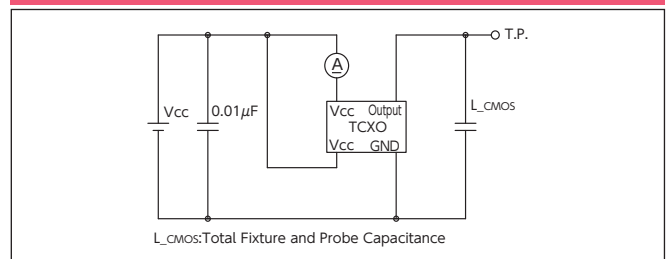 T.P.
A
Vcc
0.01μF
Vcc Output
TCXO
Vcc GND
L_CMOS
L_CMOS:Total Fixture and Probe Capacitance